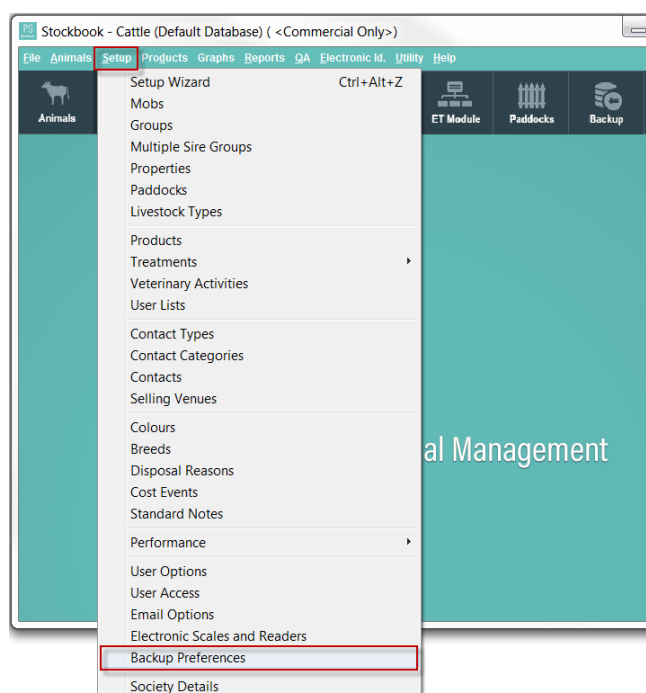 PS
Stockbook - Cattle (Default Database) ( <Commercial Only>)
File Animals Setup Products Graphs Reports QA Electronic Id. Utility Help
Animals ET Module Paddocks Backup
Setup Wizard Ctrl+Alt+Z
Mobs
Groups
Multiple Sire Groups
Properties
Paddocks
Livestock Types
Products
Treatments
Veterinary Activities
User Lists
Contact Types
Contact Categories
Contacts
Selling Venues
Colours
Breeds
Disposal Reasons
Cost Events
Standard Notes
Performance
User Options
User Access
Email Options
Electronic Scales and Readers
Backup Preferences
Society Details
al Management